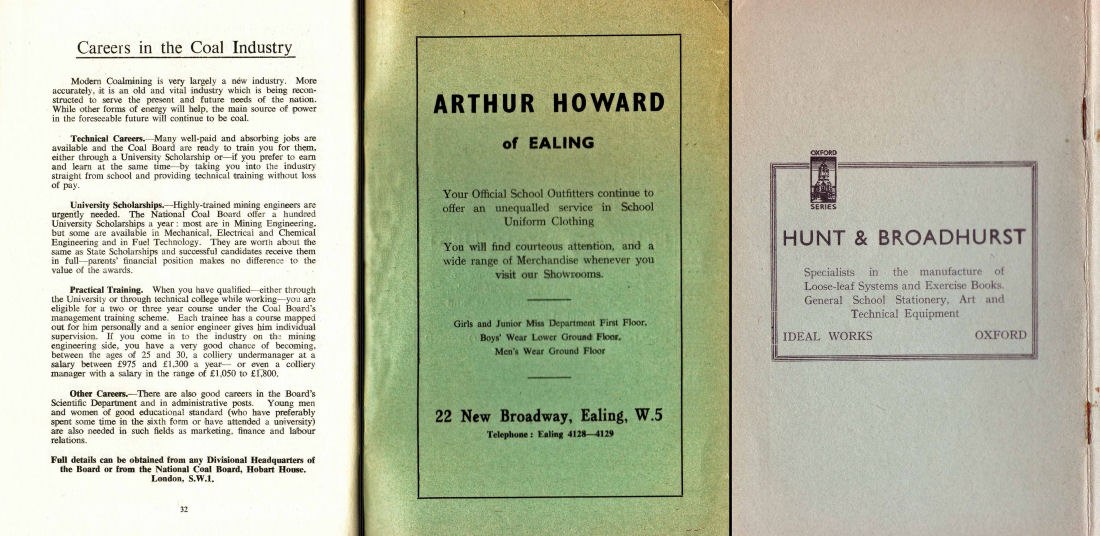 Careers in the Coal Industry
Modern Coalmining is very largely a new industry. More
accurately, it is an old and vital industry which is being recon-
structed to serve the present and future needs of the nation.
While other forms of energy will help, the main source of power
in the foreseeable future will continue to be coal.
Technical Careers.—Many well-paid and absorbing jobs are
available and the Coal Board are ready to train you for them,
either through a University Scholarship or—if you prefer to earn
and learn at the same time—by taking you into the industry
straight from school and providing technical training without loss
of pay.
University Scholarships.—Highly-trained mining engineers are
urgently needed. The National Coal Board offer a hundred
University Scholarships a year : most are in Mining Engineering,
but some are available in Mechanical, Electrical and Chemical
Engineering and in Fuel Technology. They are worth about the
same as State Scholarships and successful candidates receive them
in full—parents' financial position makes no difference to the
value of the awards.
Practical Training. When you have qualified—either through
the University or through technical college while working—you are
eligible for a two or three year course under the Coal Board's
management training scheme. Each trainee has a course mapped
out for him personally and a senior engineer gives him individual
supervision. If you come in to the industry on the mining
engineering side, you have a very good chance of becoming,
between the ages of 25 and 30, a colliery undermanager at a
salary between £975 and £1,300 a year— or even a colliery
manager with a salary in the range of £1,050 to £1,800.
Other Careers.—There are also good careers in the Board's
Scientific Department and in administrative posts. Young men
and women of good educational standard (who have preferably
spent some time in the sixth form or have attended a university)
are also needed in such fields as marketing, finance and labour
relations.
Full details can be obtained from any Divisional Headquarters of
the Board or from the National Coal Board, Hobart House,
London, S.W.1.
32
ARTHUR HOWARD
of EALING
Your Official School Outfitters continue to
offer an unequalled service in School
Uniform Clothing
You will find courteous attention, and a
wide range of Merchandise whenever you
visit our Showrooms.
Girls and Junior Miss Department First Floor,
Boys' Wear Lower Ground Floor,
Men's Wear Ground Floor
22 New Broadway, Ealing, W.5
Telephone : Ealing 4128—4129
OXFORD
SERIES
HUNT & BROADHURST
Specialists in the manufacture of
Loose-leaf Systems and Exercise Books.
General School Stationery, Art and
Technical Equipment
IDEAL WORKS OXFORD